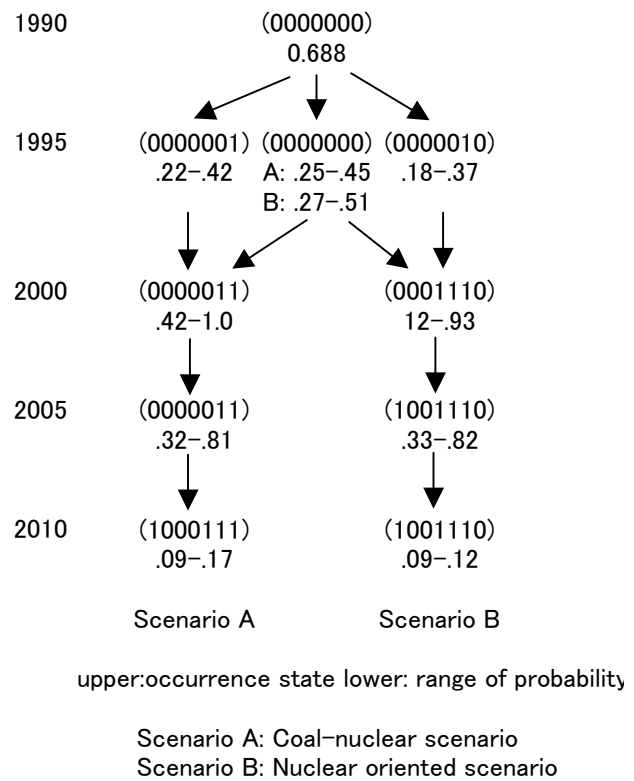 1990 (0000000)
0.688
1995 (0000001) (0000000) (0000010)
.22-.42 A: .25-.45 .18-.37
B: .27-.51
2000 (0000011) (0001110)
.42-1.0 12-.93
2005 (0000011) (1001110)
.32-.81 .33-.82
2010 (1000111) (1001110)
.09-.17 .09-.12
Scenario A Scenario B
upper:occurrence state lower: range of probability
Scenario A: Coal-nuclear scenario
Scenario B: Nuclear oriented scenario